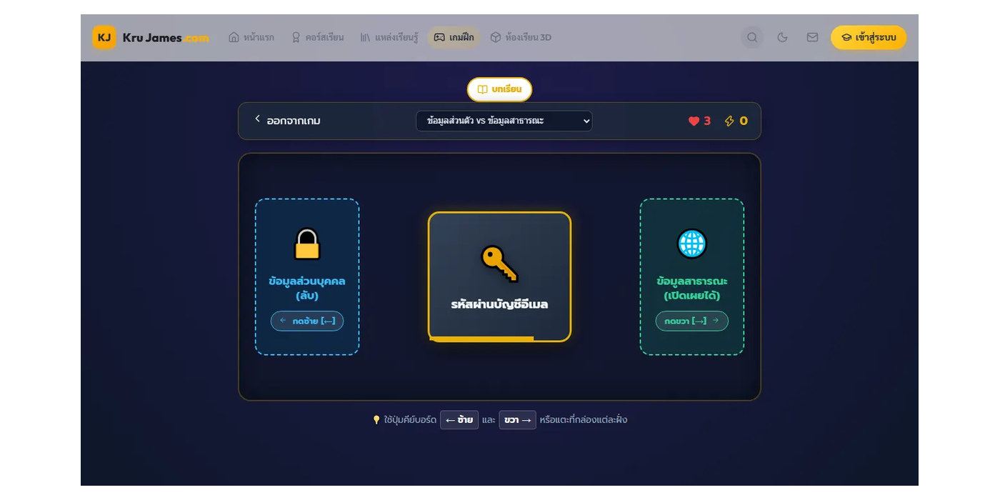 KJ Kru James.com หน้าแรก คอร์สเรียน แหล่งเรียนรู้ เกมฝึก ห้องเรียน 3D เข้าสู่ระบบ
บทเรียน
ออกจากเกม ข้อมูลส่วนตัว vs ข้อมูลสาธารณะ 3 0
ข้อมูลส่วนบุคคล
(ลับ)
← กดซ้าย [←]
รหัสผ่านบัญชีอีเมล
ข้อมูลสาธารณะ
(เปิดเผยได้)
กดขวา [→] →
ใช้ปุ่มคีย์บอร์ด ← ซ้าย และ ขวา → หรือแตะที่กล่องแต่ละฝั่ง